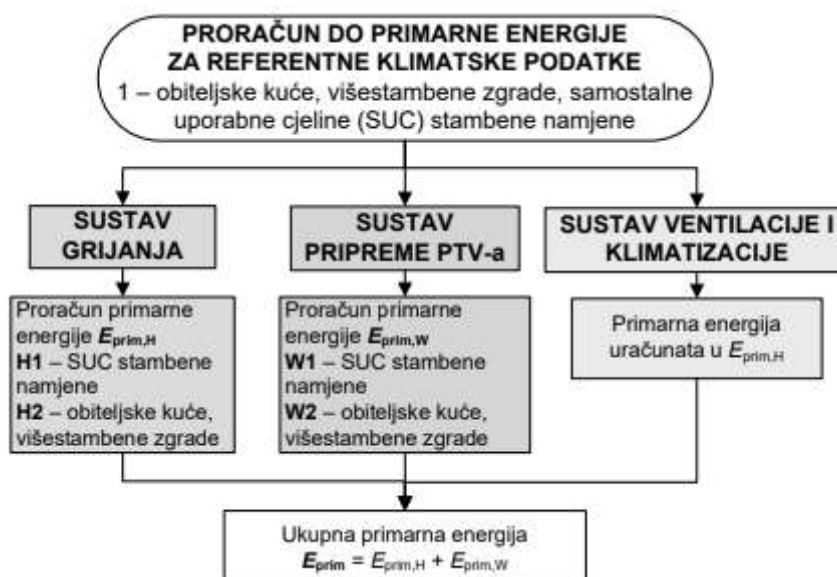 PRORAČUN DO PRIMARNE ENERGIJE
ZA REFERENTNE KLIMATSKE PODATKE
1 – obiteljske kuće, višestambene zgrade, samostalne
uporabne cjeline (SUC) stambene namjene
SUSTAV
GRIJANJA
SUSTAV
PRIPREME PTV-a
SUSTAV VENTILACIJE I
KLIMATIZACIJE
Proračun primarne
energije Eprim,H
H1 – SUC stambene
namjene
H2 – obiteljske kuće,
višestambene zgrade
Proračun primarne
energije Eprim,W
W1 – SUC stambene
namjene
W2 – obiteljske kuće,
višestambene zgrade
Primarna energija
uračunata u Eprim,H
Ukupna primarna energija
Eprim = Eprim,H + Eprim,W